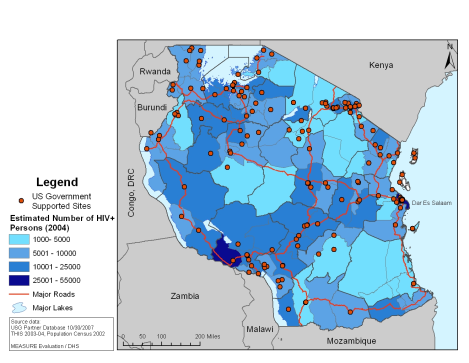 Rwanda
Kenya
N
Burundi
Congo, DRC
Legend
US Government
Supported Sites
Estimated Number of HIV+
Persons (2004)
1000- 5000
5001 - 10000
10001 - 25000
25001 - 55000
Major Roads
Major Lakes
Dar Es Salaam
Zambia
0 50 100 200 Miles
Malawi
Mozambique
Source data:
USG Partner Database 10/30/2007
THIS 2003-04, Population Census 2002
MEASURE Evaluation / DHS